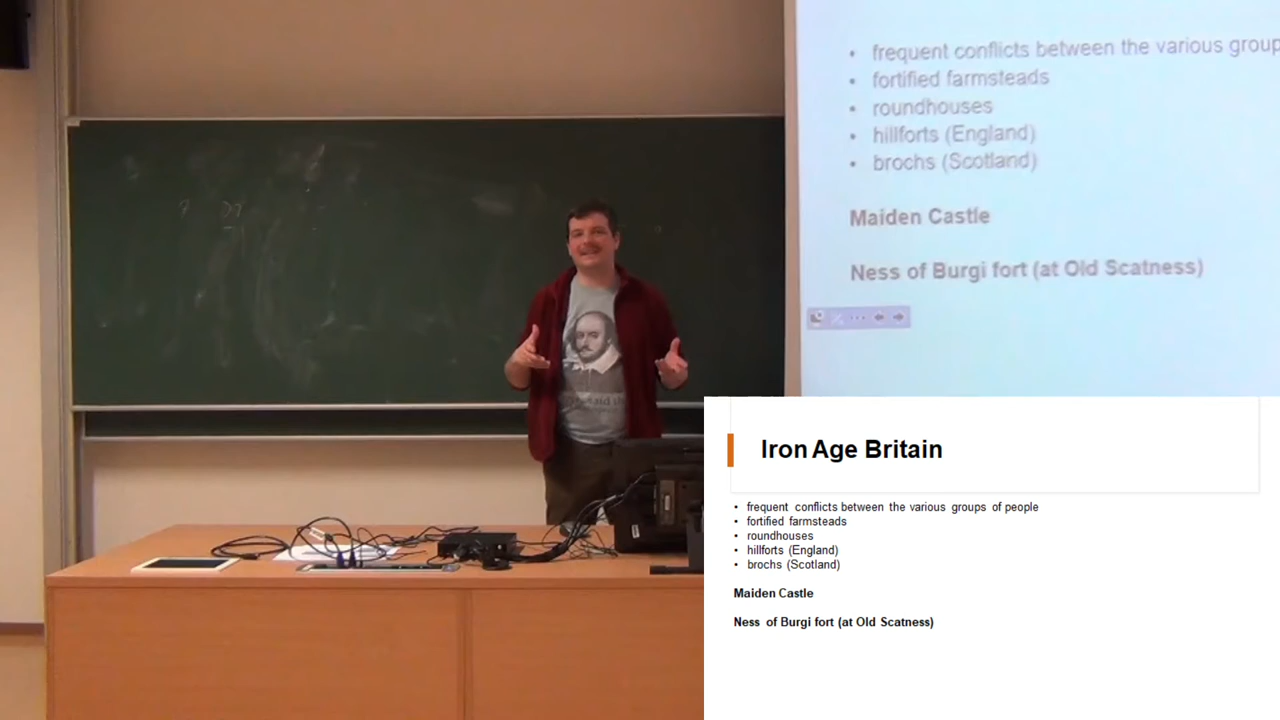 frequent conflicts between the various group
fortified farmsteads
roundhouses
hillforts (England)
brochs (Scotland)
Maiden Castle
Ness of Burgi fort (at Old Scatness)
Iron Age Britain
frequent conflicts between the various groups of people
fortified farmsteads
roundhouses
hillforts (England)
brochs (Scotland)
Maiden Castle
Ness of Burgi fort (at Old Scatness)